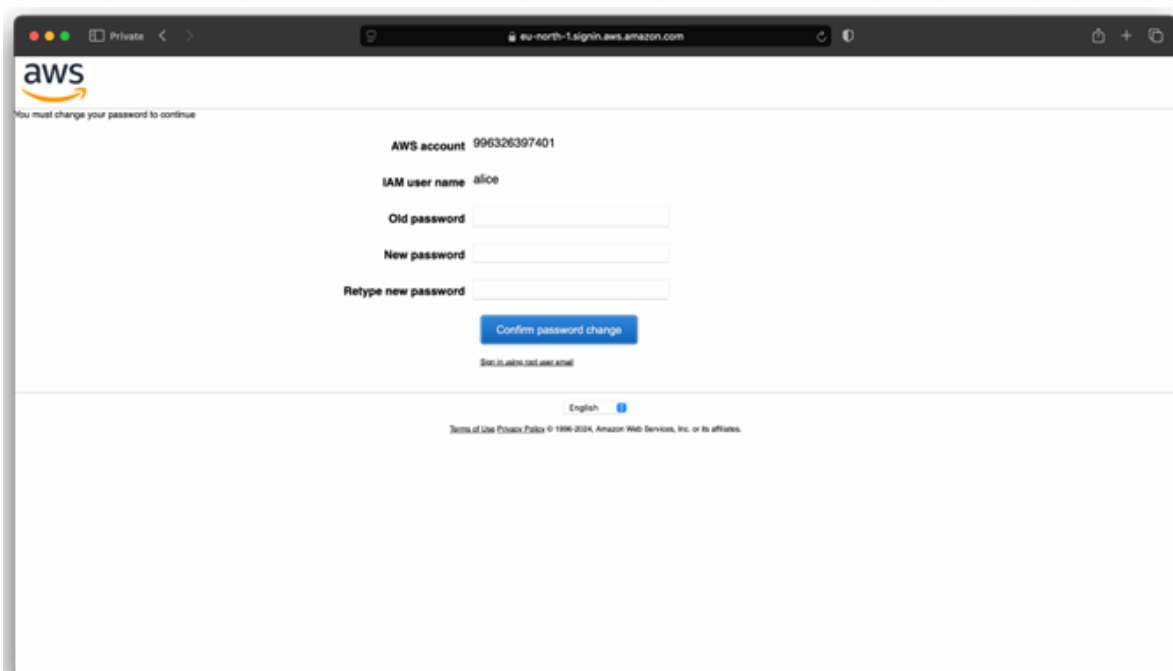 Private
eu-north-1.signin.aws.amazon.com
aws
You must change your password to continue
AWS account 996326397401
IAM user name alice
Old password
New password
Retype new password
Confirm password change
Sign in using root user email
English
Terms of Use Privacy Policy © 1996-2024, Amazon Web Services, Inc. or its affiliates.